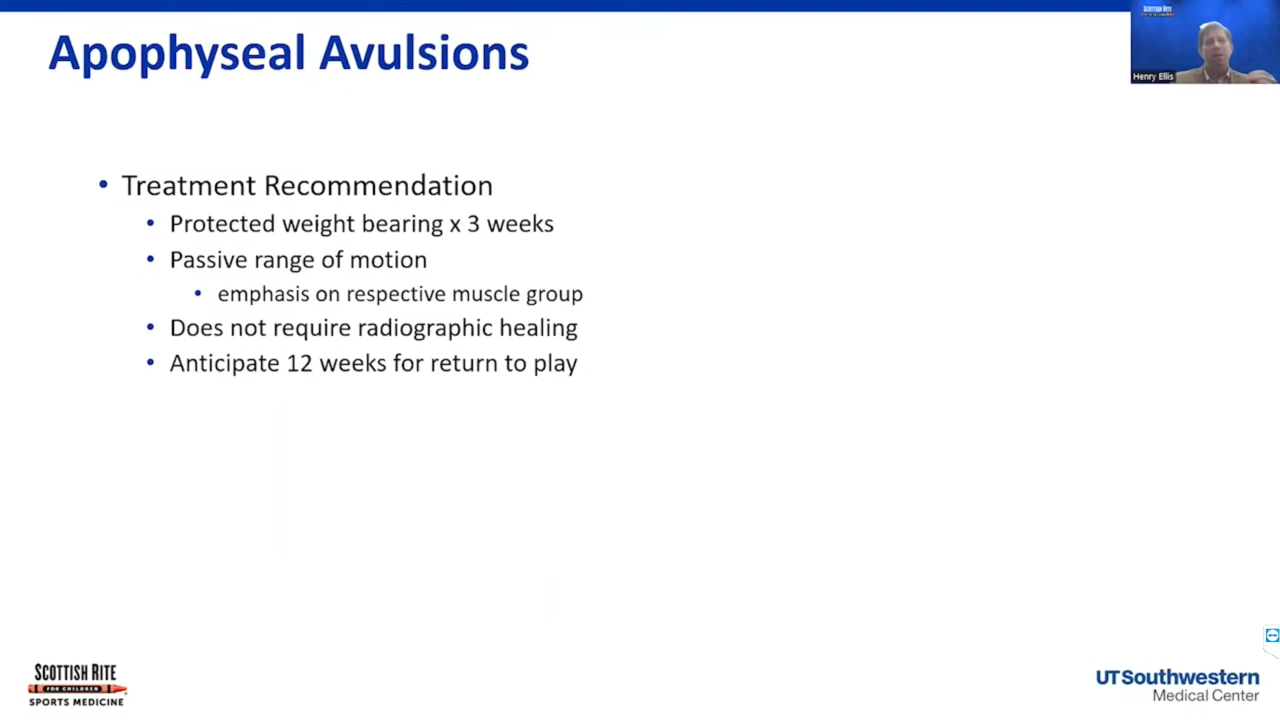 Apophyseal Avulsions
SCOTTISH RITE
Henry Ellis
• Treatment Recommendation
• Protected weight bearing x 3 weeks
• Passive range of motion
• emphasis on respective muscle group
• Does not require radiographic healing
• Anticipate 12 weeks for return to play
SCOTTISH RITE
FOR CHILDREN
SPORTS MEDICINE
UTSouthwestern
Medical Center